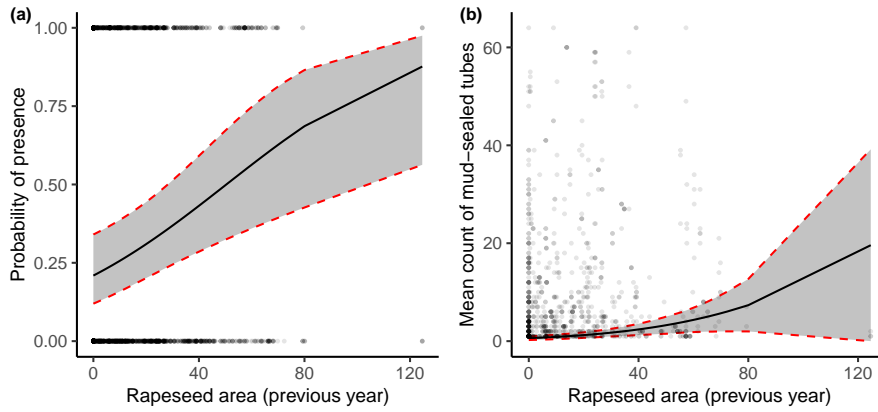 (a)
Probability of presence
1.00
0.75
0.50
0.25
0.00
0
40
80
120
Rapeseed area (previous year)
(b)
Mean count of mud−sealed tubes
60
40
20
0
0
40
80
120
Rapeseed area (previous year)